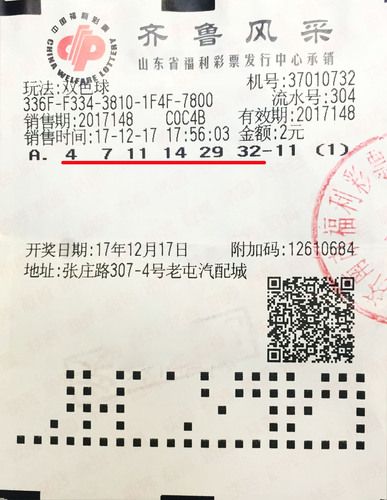 中国福利彩票
CHINA WELFARE LOTTERY
齐鲁风采
山东省福利彩票发行中心承销
玩法:双色球
机号:37010732
336F-F334-3810-1F4F-7800
流水号:304
销售期:2017148 C0C4B 有效期:2017148
销售时间:17-12-17 17:56:03 金额:2元
A. 4 7 11 14 29 32-11 (1)
开奖日期:17年12月17日 附加码:12610684
地址:张庄路307-4号老屯汽配城
福利彩票